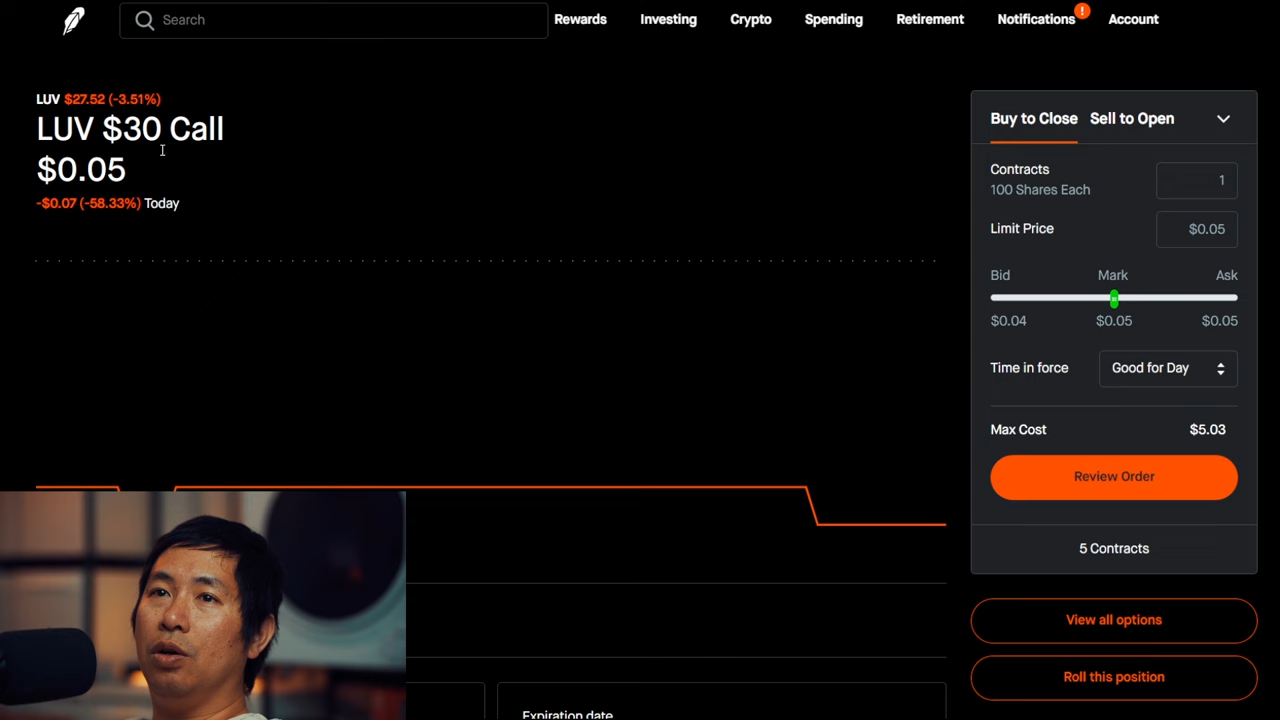 Search
Rewards
Investing
Crypto
Spending
Retirement
Notifications
!
Account
LUV $27.52 (-3.51%)
LUV $30 Call
$0.05
-$0.07 (-58.33%) Today
Buy to Close
Sell to Open
Contracts
100 Shares Each
1
Limit Price
$0.05
Bid
Mark
Ask
$0.04
$0.05
$0.05
Time in force
Good for Day
Max Cost
$5.03
Review Order
5 Contracts
View all options
Roll this position
Expiration date